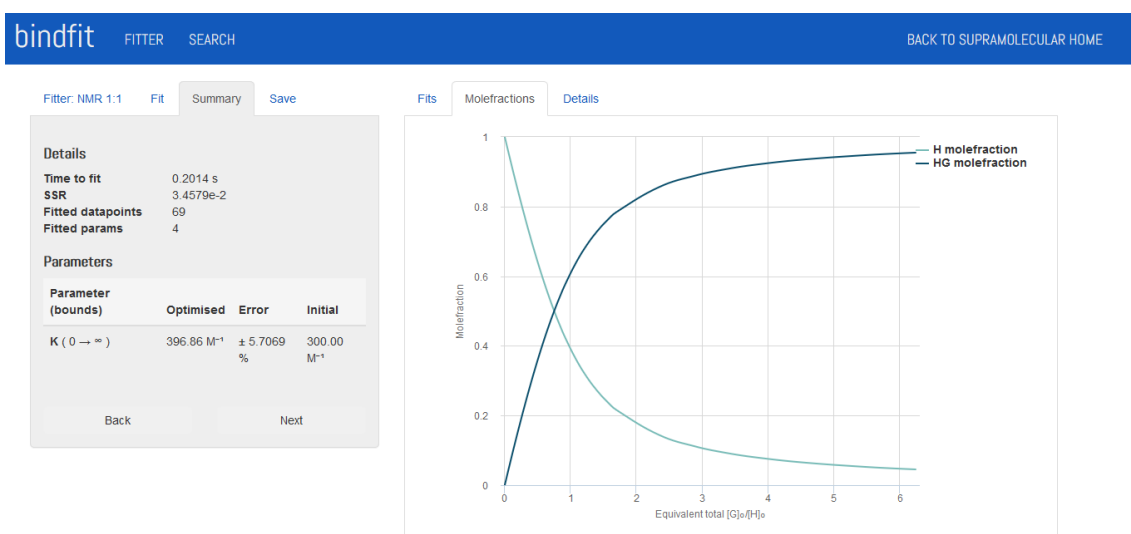 bindfit FITTER SEARCH BACK TO SUPRAMOLECULAR HOME
Fitter: NMR 1:1 Fit Summary Save
Details
Time to fit 0.2014 s
SSR 3.4579e-2
Fitted datapoints 69
Fitted params 4
Parameters
Parameter
(bounds) Optimised Error Initial
K ( 0 → ∞ ) 396.86 M⁻¹ ± 5.7069 300.00
% M⁻¹
Back Next
Fits Molefractions Details
1
0.8
0.6
0.4
0.2
0
Molefraction
0 1 2 3 4 5 6
Equivalent total [G]₀/[H]₀
H molefraction
HG molefraction